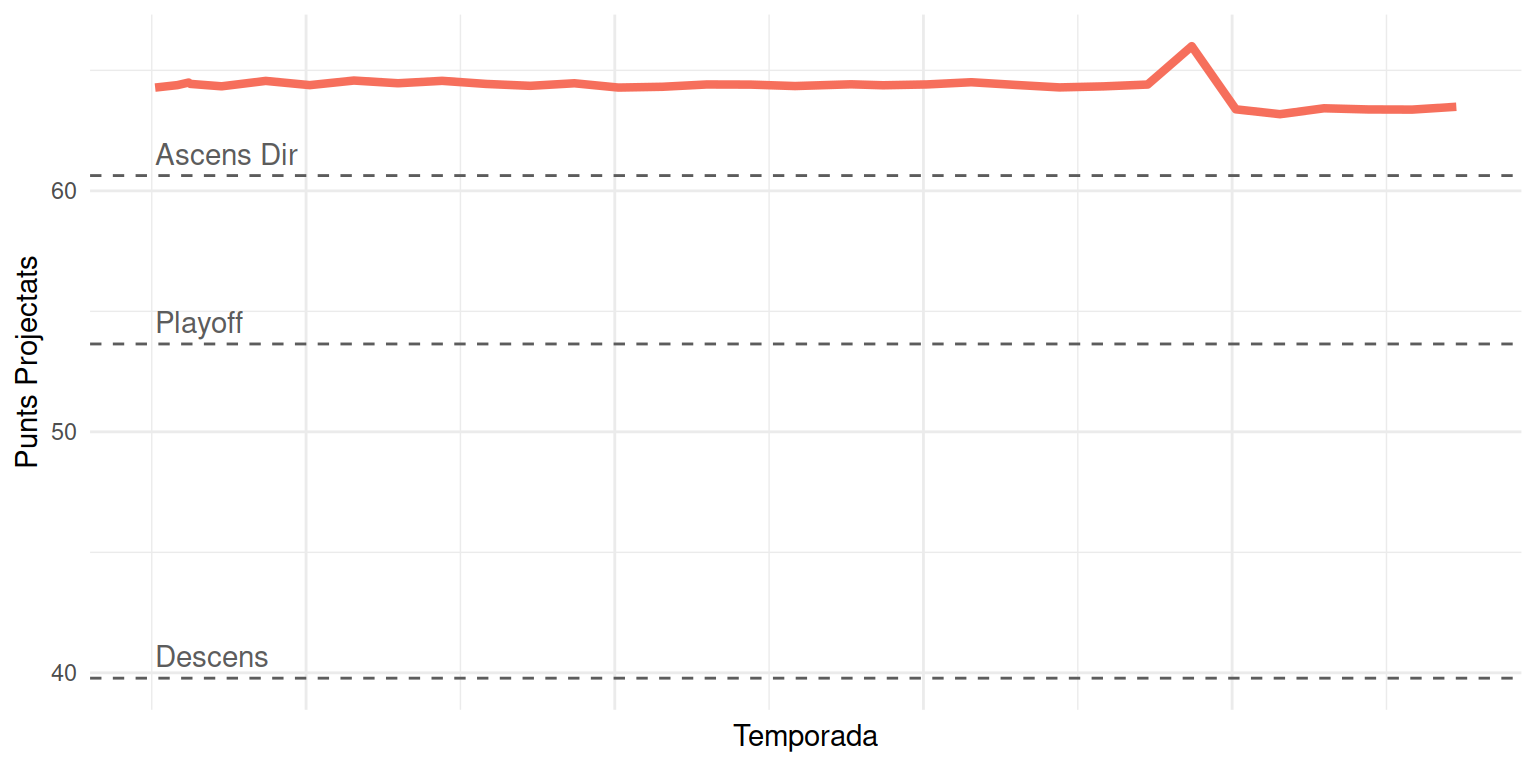 Ascens Dir
60
Playoff
50
Descens
40
Punts Projectats
Temporada